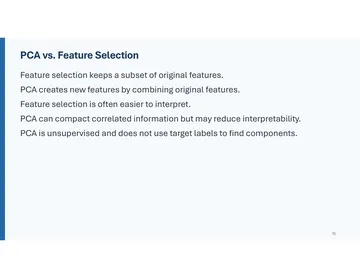 PCA vs. Feature Selection
Feature selection keeps a subset of original features.
PCA creates new features by combining original features.
Feature selection is often easier to interpret.
PCA can compact correlated information but may reduce interpretability.
PCA is unsupervised and does not use target labels to find components.